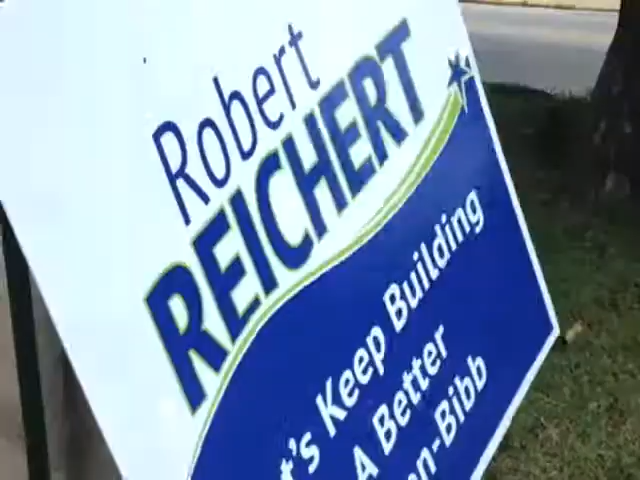 Robert
REICHERT
t's Keep Building
A Better
n-Bibb